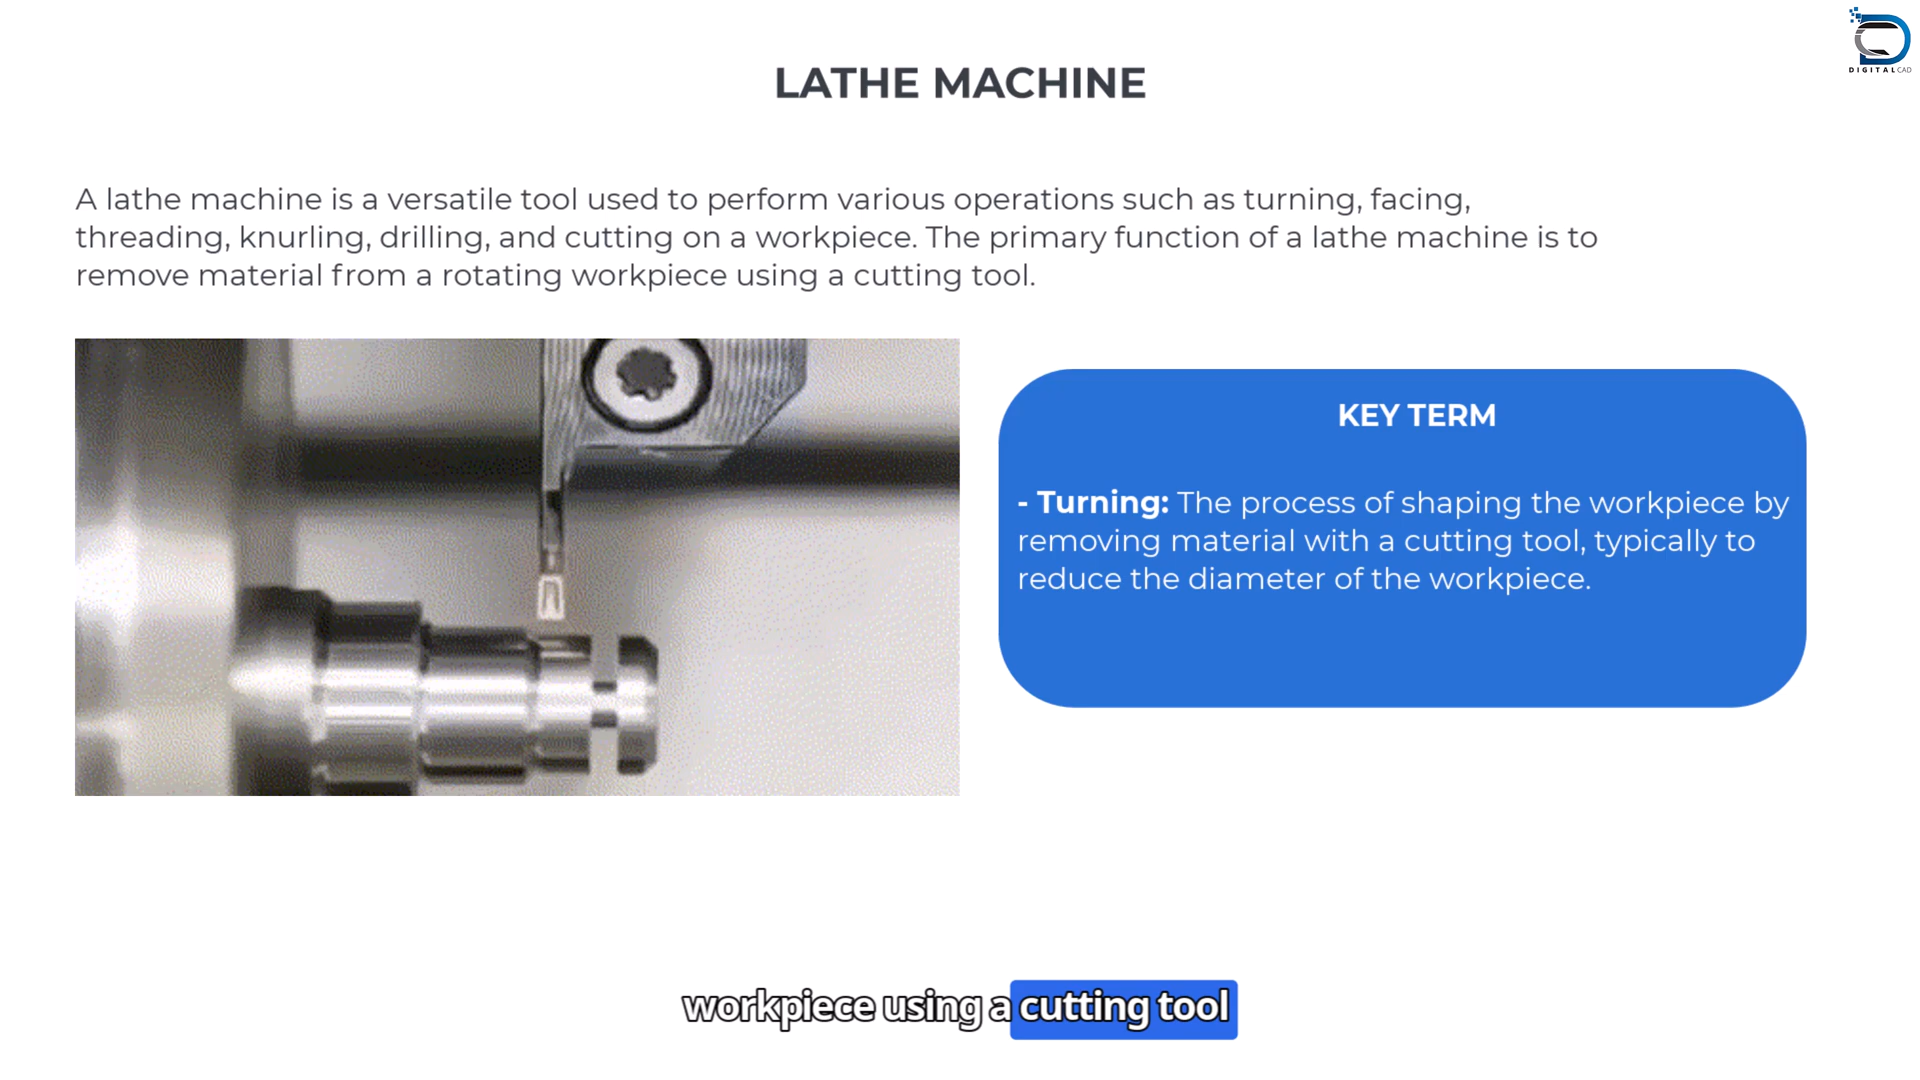 DIGITALCAD
LATHE MACHINE
A lathe machine is a versatile tool used to perform various operations such as turning, facing,
threading, knurling, drilling, and cutting on a workpiece. The primary function of a lathe machine is to
remove material from a rotating workpiece using a cutting tool.
KEY TERM
- Turning: The process of shaping the workpiece by
removing material with a cutting tool, typically to
reduce the diameter of the workpiece.
workpiece using a cutting tool